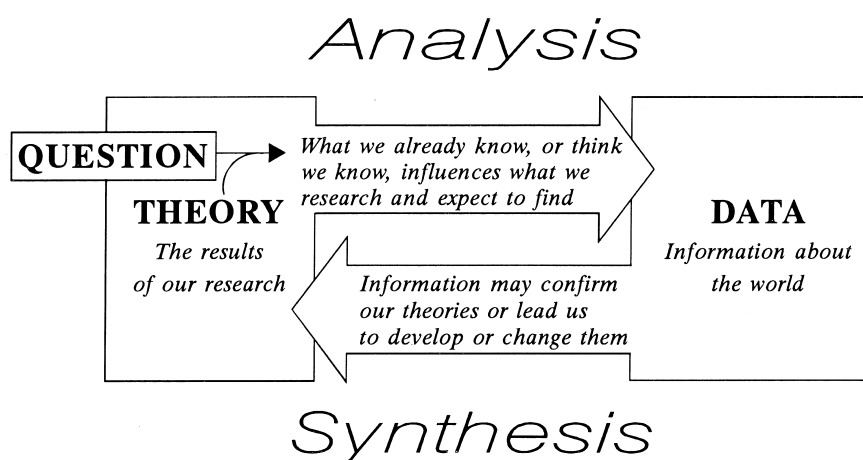 Analysis
QUESTION
THEORY
The results
of our research
What we already know, or think
we know, influences what we
research and expect to find
DATA
Information about
the world
Information may confirm
our theories or lead us
to develop or change them
Synthesis